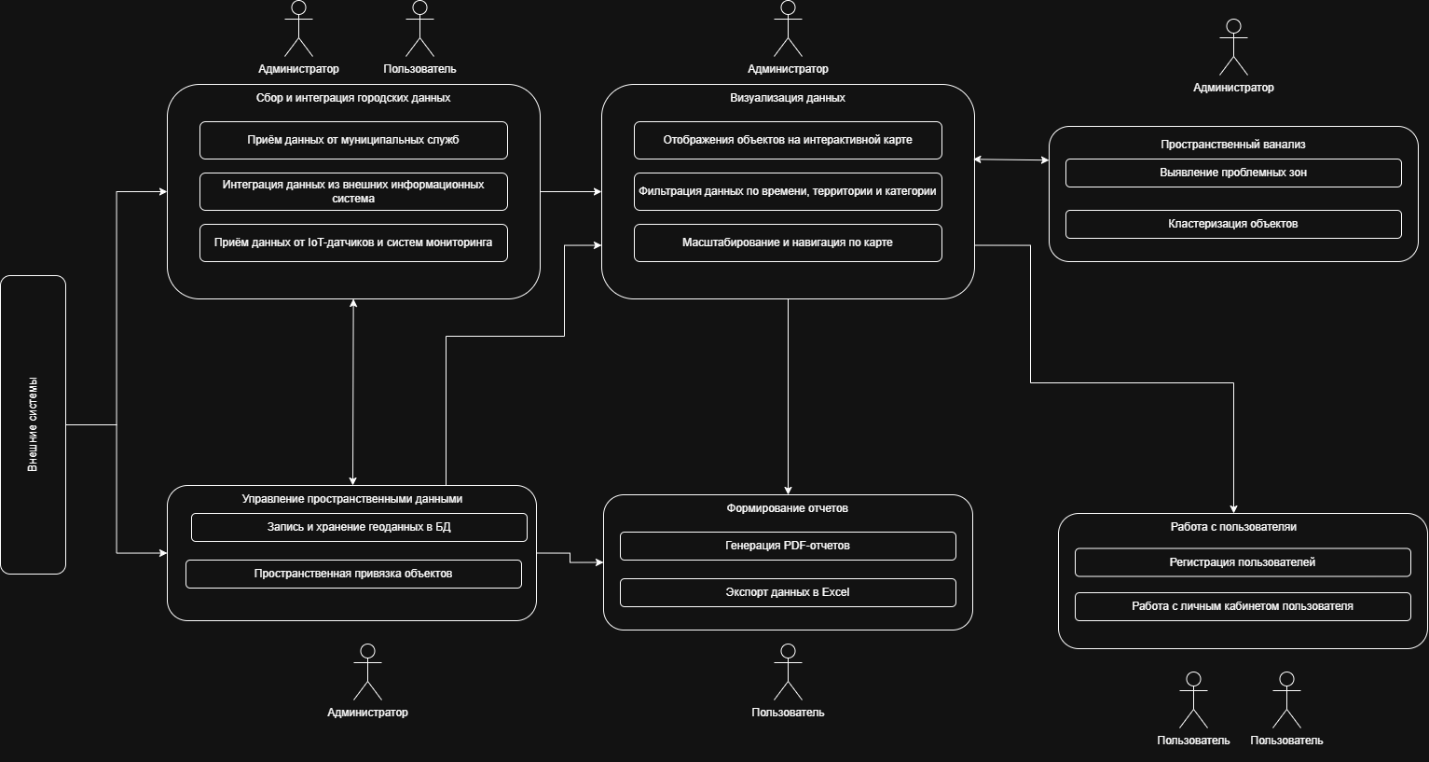 Администратор
Пользователь
Администратор
Администратор
Сбор и интеграция городских данных
Приём данных от муниципальных служб
Интеграция данных из внешних информационных
система
Приём данных от IoT-датчиков и систем мониторинга
Визуализация данных
Отображения объектов на интерактивной карте
Фильтрация данных по времени, территории и категории
Масштабирование и навигация по карте
Пространственный ванализ
Выявление проблемных зон
Кластеризация объектов
Внешние системы
Управление пространственными данными
Запись и хранение геоданных в БД
Пространственная привязка объектов
Администратор
Формирование отчетов
Генерация PDF-отчетов
Экспорт данных в Excel
Пользователь
Работа с пользователяи
Регистрация пользователей
Работа с личным кабинетом пользователя
Пользователь
Пользователь